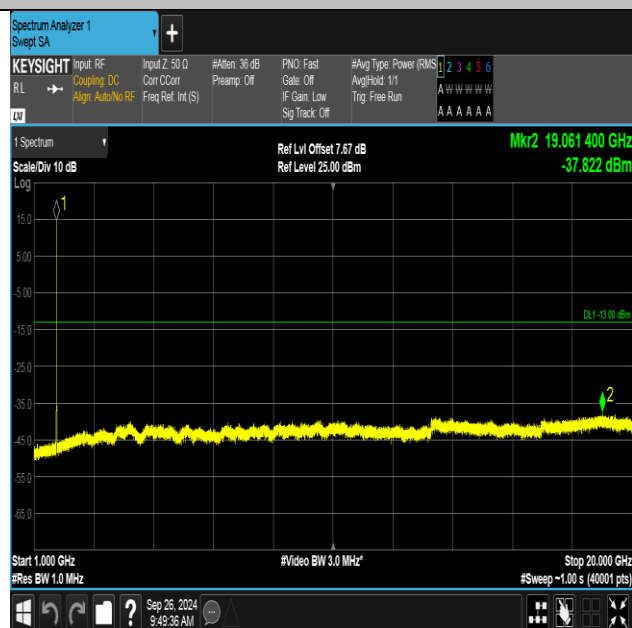 Spectrum Analyzer 1
Swept SA
+
KEYSIGHT
RL
LXI
Input: RF
Coupling: DC
Align: Auto/No RF
Input Z: 50 Ω
Corr CCorr
Freq Ref: Int (S)
#Atten: 36 dB
Preamp: Off
PNO: Fast
Gate: Off
IF Gain: Low
Sig Track: Off
#Avg Type: Power (RMS
Avg|Hold: 1/1
Trig: Free Run
1 2 3 4 5 6
A W W W W W
A A A A A A
1 Spectrum
Scale/Div 10 dB
Ref Lvl Offset 7.67 dB
Ref Level 25.00 dBm
Mkr2 19.061 400 GHz
-37.822 dBm
Log
1
15.0
5.00
-5.00
DL1 -13.00 dBm
-15.0
-25.0
-35.0
2
-45.0
-55.0
-65.0
Start 1.000 GHz
#Res BW 1.0 MHz
#Video BW 3.0 MHz*
Stop 20.000 GHz
#Sweep ~1.00 s (40001 pts)
?
Sep 26, 2024
9:49:36 AM